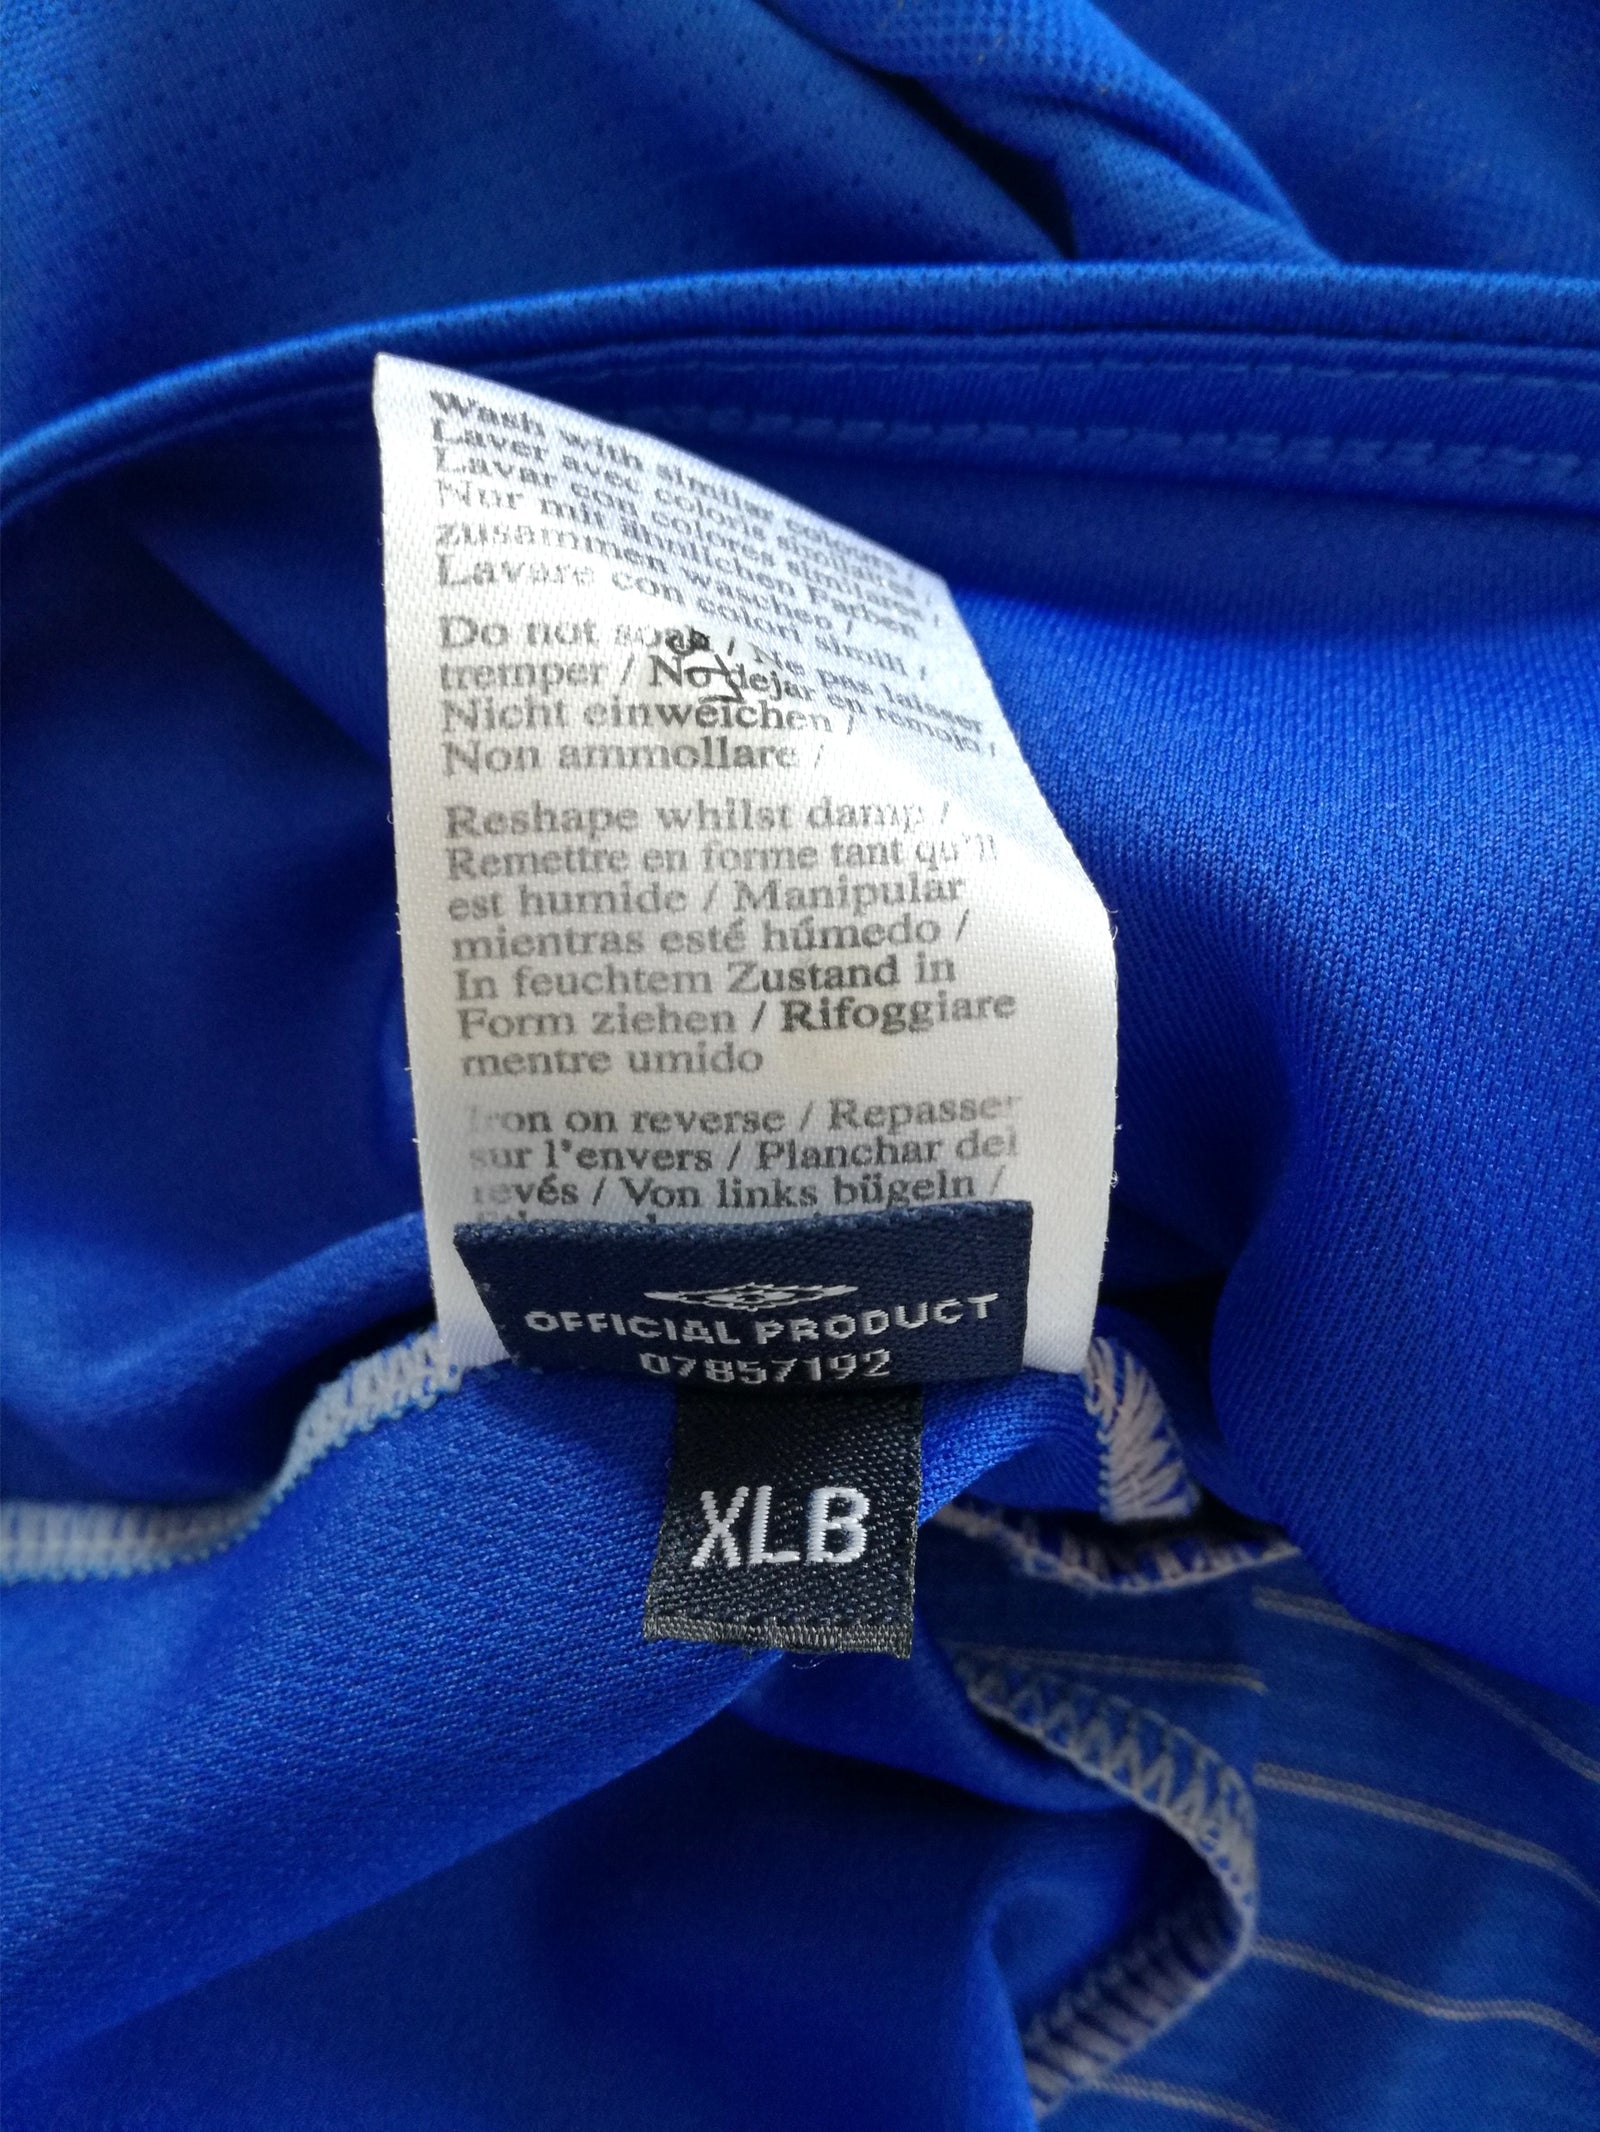 Wash with similar colours /
Laver avec coloris similaires /
Lavar con colores similares /
Nur mit ähnlichen Farben
zusammen waschen /
Lavare con colori simili /
Do not soak / Ne pas laisser
tremper / No dejar en remojo /
Nicht einweichen /
Non ammollare /
Reshape whilst damp /
Remettre en forme tant qu'il
est humide / Manipular
mientras esté húmedo /
In feuchtem Zustand in
Form ziehen / Rifoggiare
mentre umido
Iron on reverse / Repasser
sur l'envers / Planchar del
revés / Von links bügeln /
OFFICIAL PRODUCT
07857192
XLB